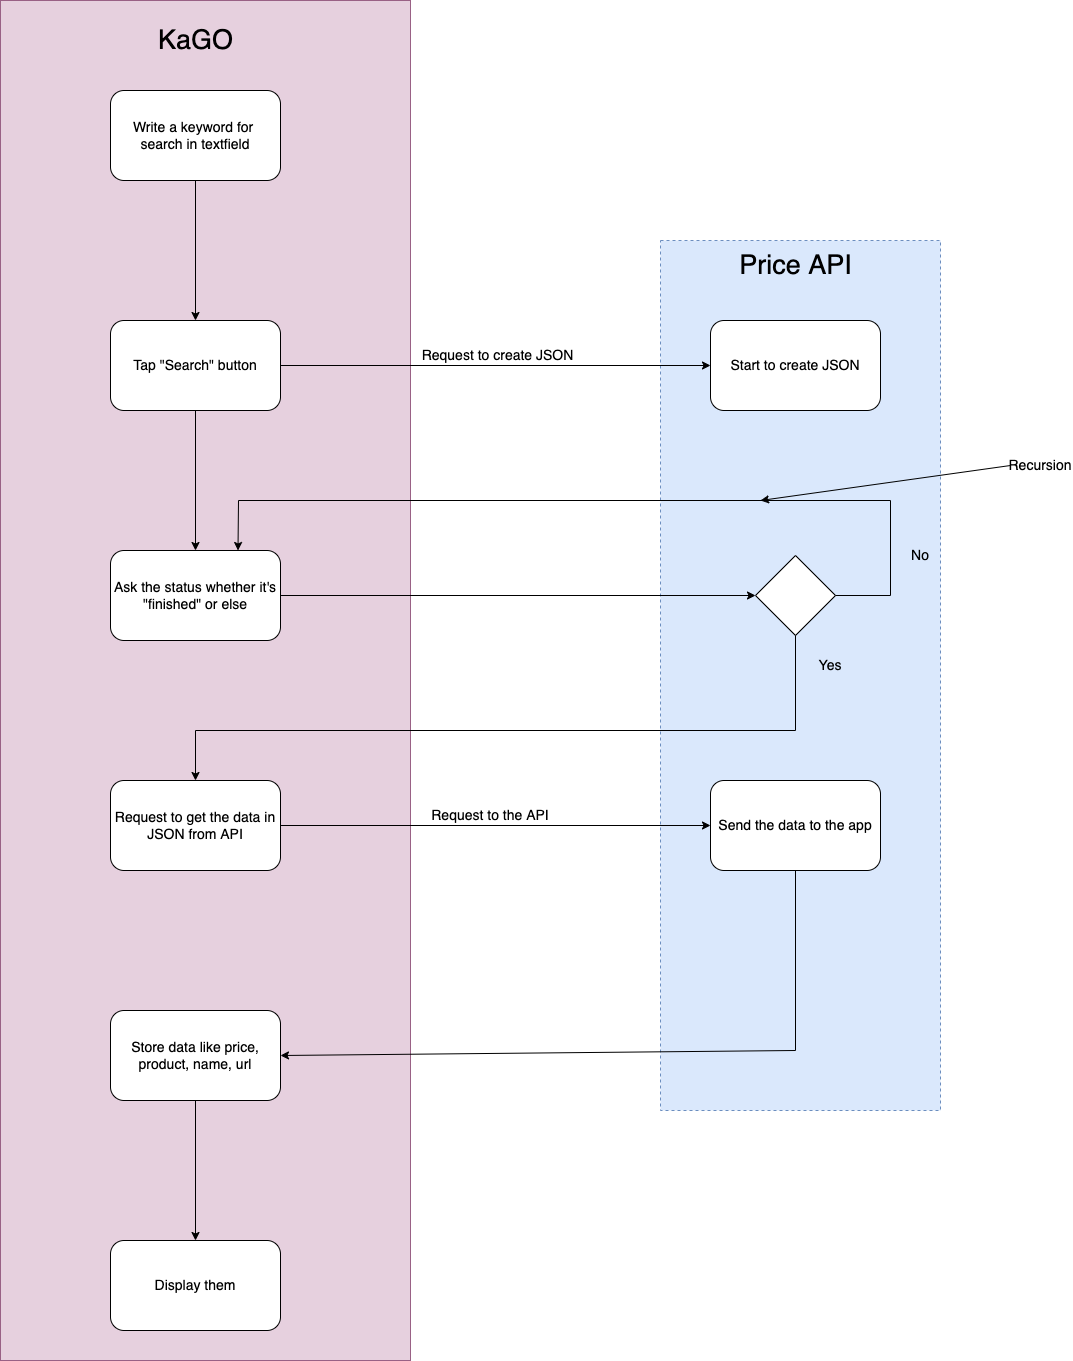 KaGO
Write a keyword for
search in textfield
Price API
Tap "Search" button
Request to create JSON
Start to create JSON
Recursion
No
Ask the status whether it's
"finished" or else
Yes
Request to get the data in
JSON from API
Request to the API
Send the data to the app
Store data like price,
product, name, url
Display them